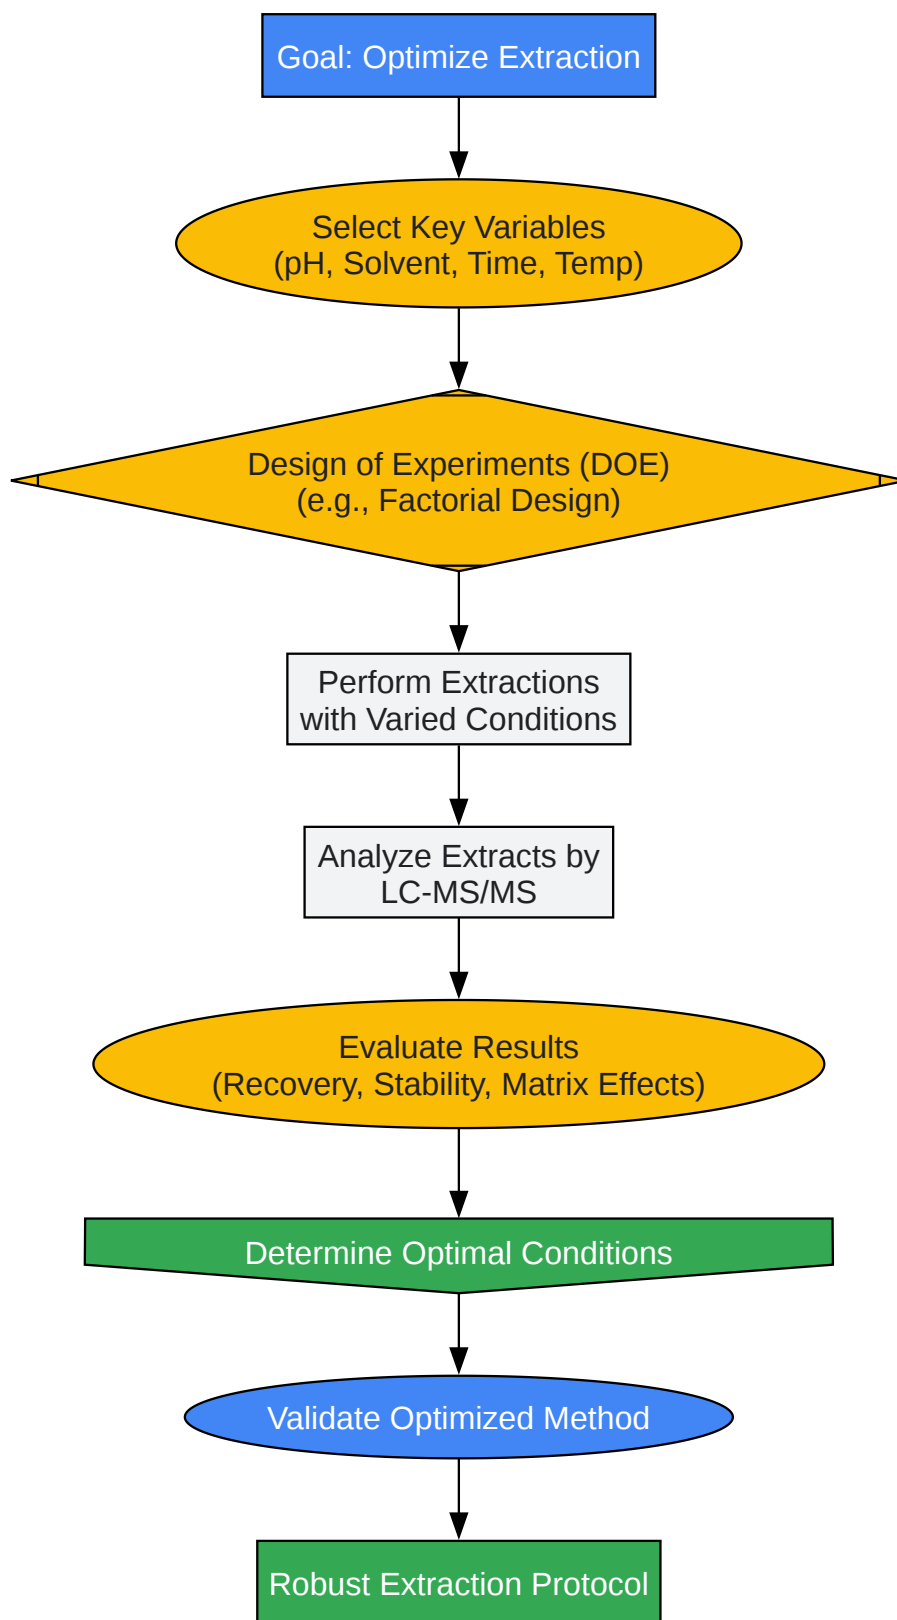 Goal: Optimize Extraction
Select Key Variables
(pH, Solvent, Time, Temp)
Design of Experiments (DOE)
(e.g., Factorial Design)
Perform Extractions
with Varied Conditions
Analyze Extracts by
LC-MS/MS
Evaluate Results
(Recovery, Stability, Matrix Effects)
Determine Optimal Conditions
Validate Optimized Method
Robust Extraction Protocol